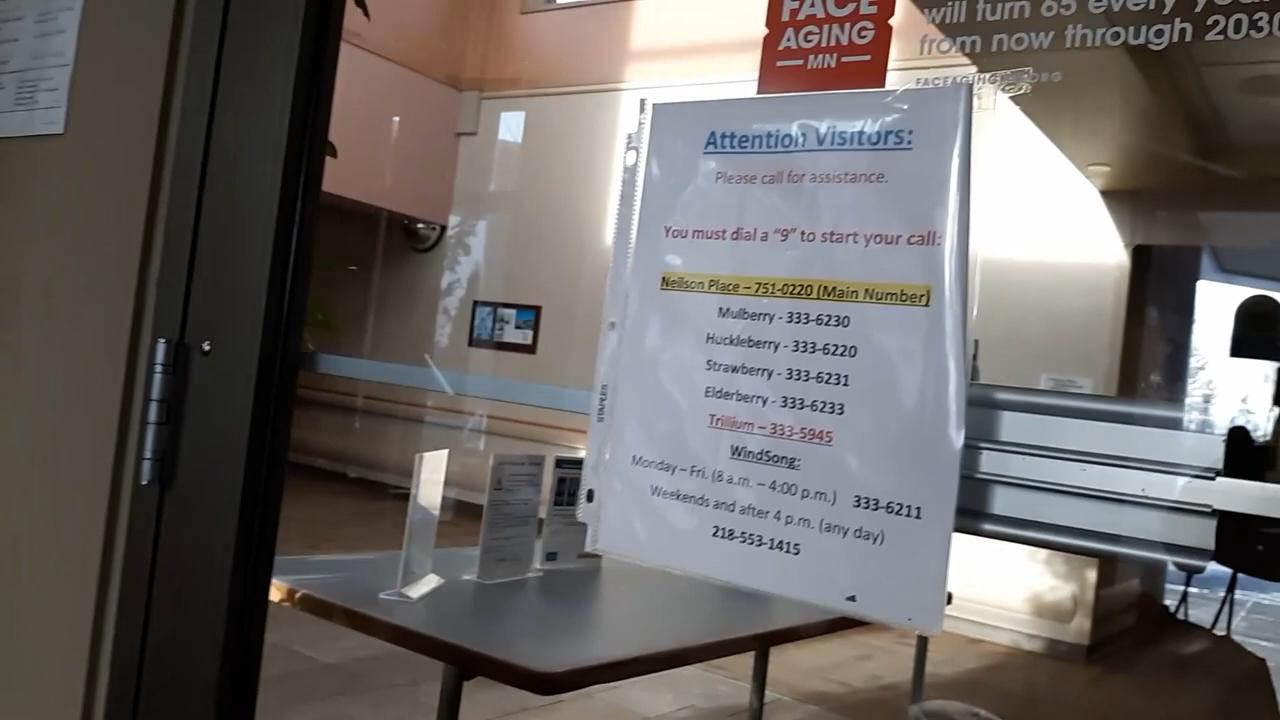 FACE
AGING
MN
will turn 65 every year
from now through 2030
Attention Visitors:
Please call for assistance.
You must dial a “9” to start your call:
Neilson Place – 751-0220 (Main Number)
Mulberry - 333-6230
Huckleberry - 333-6220
Strawberry - 333-6231
Elderberry - 333-6233
Trillium – 333-5945
WindSong:
Monday – Fri. (8 a.m. – 4:00 p.m.) 333-6211
Weekends and after 4 p.m. (any day)
218-553-1415
STAPLES